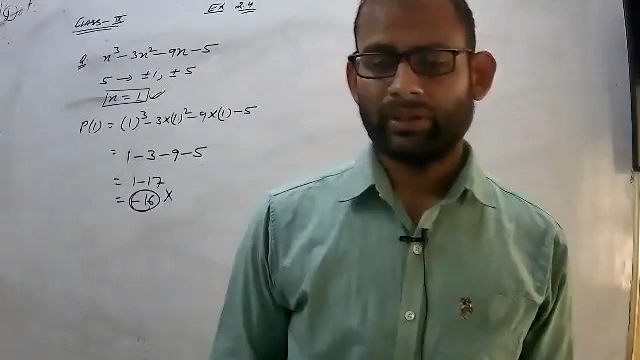 Class - IX
Ex 2.4
Q x³ - 3x² - 9x - 5
5 → ±1, ±5
x = 1 ✓
P(1) = (1)³ - 3×(1)² - 9×(1) - 5
= 1 - 3 - 9 - 5
= 1 - 17
= -16 ×